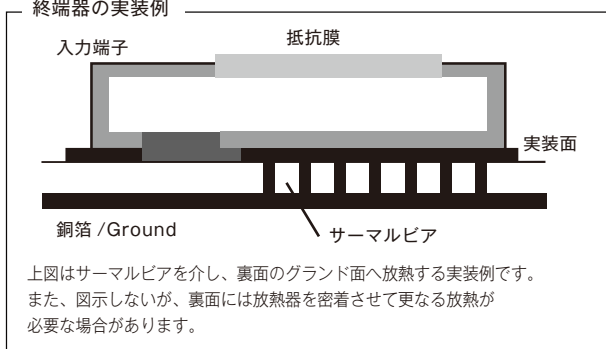 終端器の実装例
入力端子
抵抗膜
実装面
銅箔 /Ground
サーマルビア
上図はサーマルビアを介し、裏面のグランド面へ放熱する実装例です。
また、図示しないが、裏面には放熱器を密着させて更なる放熱が
必要な場合があります。